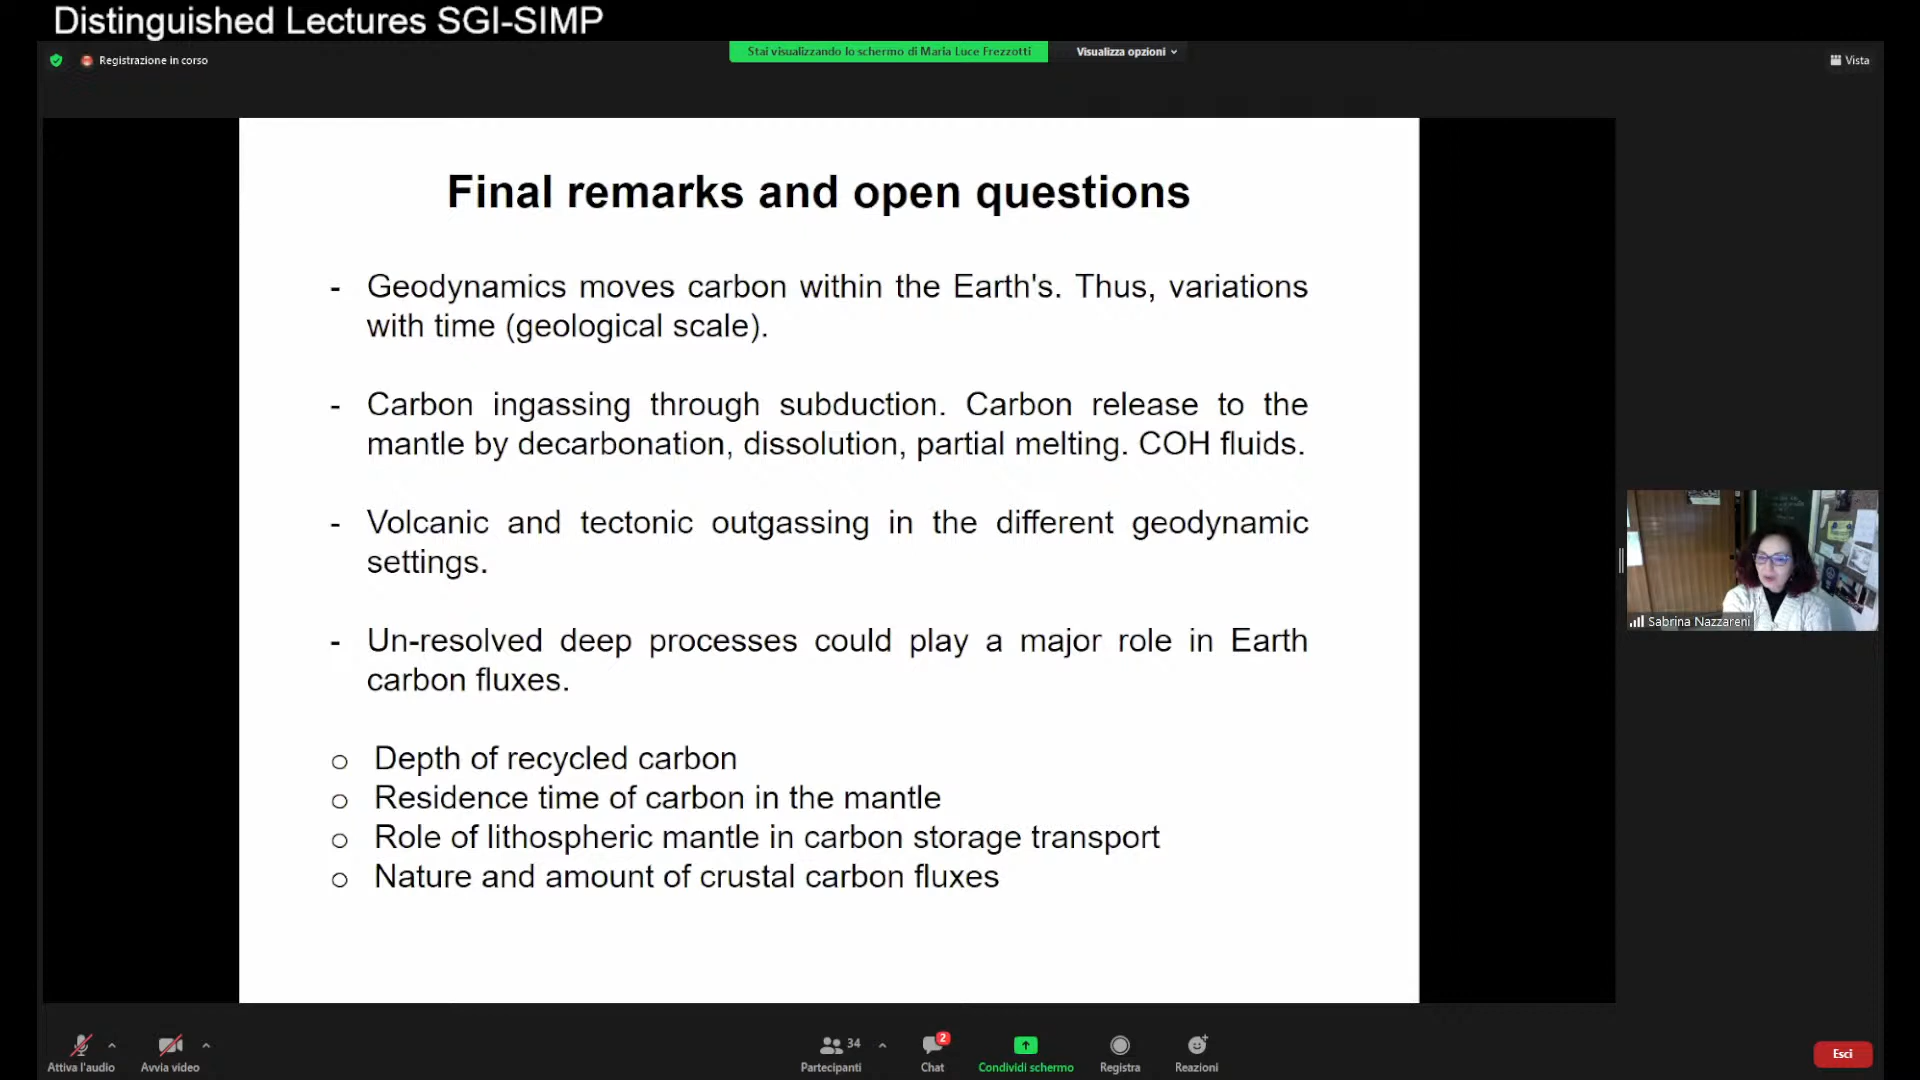 Distinguished Lectures SGI-SIMP
Registrazione in corso
Stai visualizzando lo schermo di Maria Luce Frezzotti
Visualizza opzioni
Vista
Final remarks and open questions
- Geodynamics moves carbon within the Earth's. Thus, variations
with time (geological scale).
- Carbon ingassing through subduction. Carbon release to the
mantle by decarbonation, dissolution, partial melting. COH fluids.
- Volcanic and tectonic outgassing in the different geodynamic
settings.
- Un-resolved deep processes could play a major role in Earth
carbon fluxes.
o Depth of recycled carbon
o Residence time of carbon in the mantle
o Role of lithospheric mantle in carbon storage transport
o Nature and amount of crustal carbon fluxes
Sabrina Nazzareni
Attiva l'audio
Avvia video
34
Partecipanti
2
Chat
Condividi schermo
Registra
Reazioni
Esci